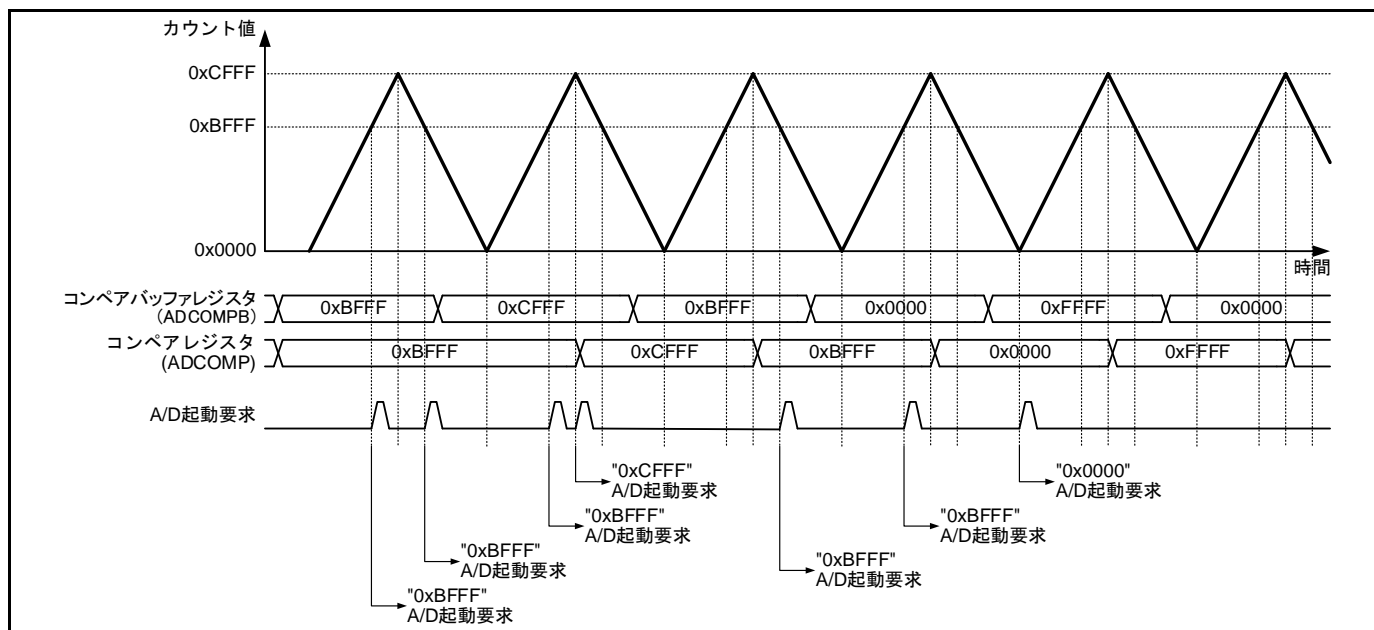 カウント値
0xCFFF
0xBFFF
0x0000
時間
コンペアバッファレジスタ
(ADCOMPB)
0xBFFF 0xCFFF 0xBFFF 0x0000 0xFFFF 0x0000
コンペアレジスタ
(ADCOMP)
0xBFFF 0xCFFF 0xBFFF 0x0000 0xFFFF
A/D起動要求
"0xCFFF"
A/D起動要求
"0x0000"
A/D起動要求
"0xBFFF"
A/D起動要求
"0xBFFF"
A/D起動要求
"0xBFFF"
A/D起動要求
"0xBFFF"
A/D起動要求
"0xBFFF"
A/D起動要求